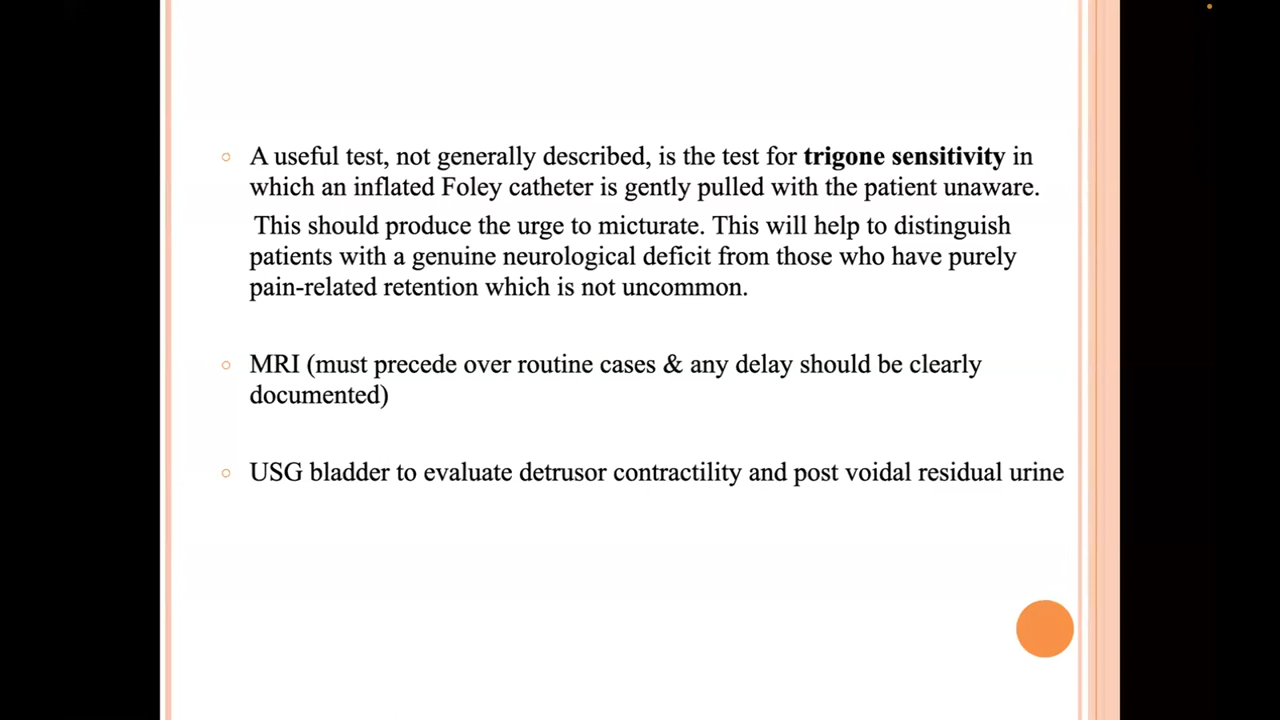 A useful test, not generally described, is the test for trigone sensitivity in
which an inflated Foley catheter is gently pulled with the patient unaware.
This should produce the urge to micturate. This will help to distinguish
patients with a genuine neurological deficit from those who have purely
pain-related retention which is not uncommon.
MRI (must precede over routine cases & any delay should be clearly
documented)
USG bladder to evaluate detrusor contractility and post voidal residual urine